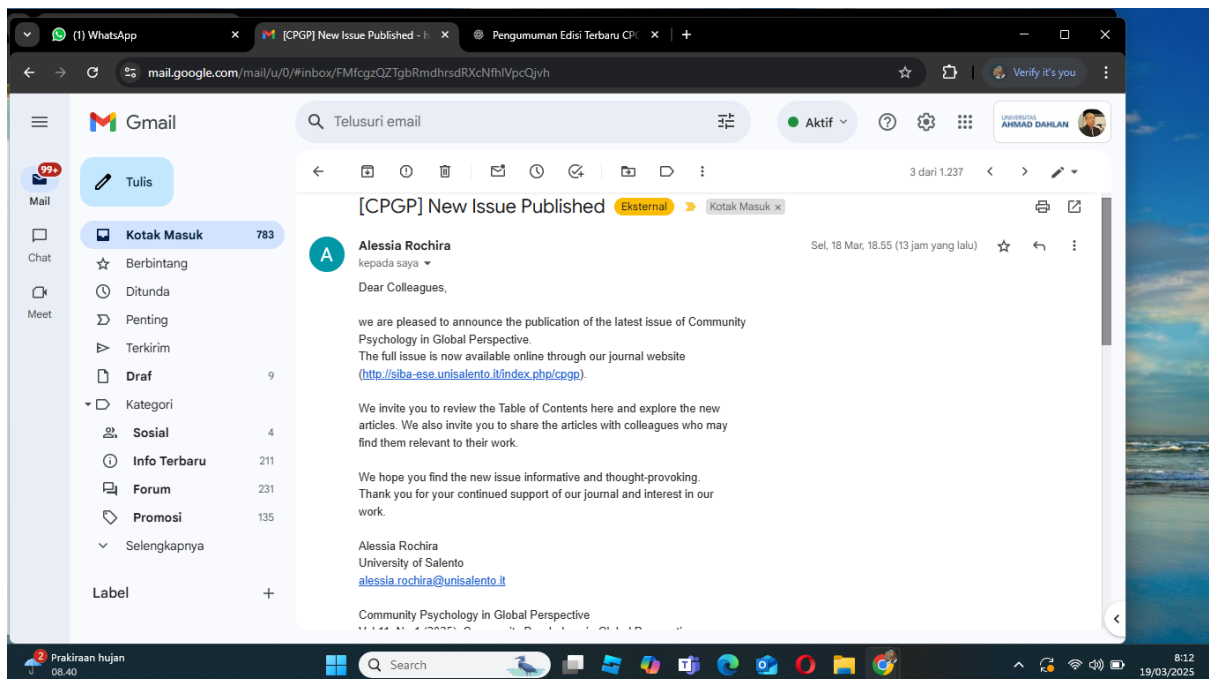 (1) WhatsApp
[CPGP] New Issue Published - h
Pengumuman Edisi Terbaru CPG
mail.google.com/mail/u/0/#inbox/FMfcgzQZTgbRmdhrsdRXcNfhlVpcQjvh
Verify it's you
Gmail
Telusuri email
Aktif
UNIVERSITAS
AHMAD DAHLAN
99+
Mail
Chat
Meet
Tulis
Kotak Masuk 783
Berbintang
Ditunda
Penting
Terkirim
Draf 9
Kategori
Sosial 4
Info Terbaru 211
Forum 231
Promosi 135
Selengkapnya
Label
3 dari 1.237
[CPGP] New Issue Published Eksternal Kotak Masuk x
A
Alessia Rochira Sel, 18 Mar, 18.55 (13 jam yang lalu)
kepada saya
Dear Colleagues,
we are pleased to announce the publication of the latest issue of Community
Psychology in Global Perspective.
The full issue is now available online through our journal website
(http://siba-ese.unisalento.it/index.php/cpgp).
We invite you to review the Table of Contents here and explore the new
articles. We also invite you to share the articles with colleagues who may
find them relevant to their work.
We hope you find the new issue informative and thought-provoking.
Thank you for your continued support of our journal and interest in our
work.
Alessia Rochira
University of Salento
alessia.rochira@unisalento.it
Community Psychology in Global Perspective
2
Prakiraan hujan
08.40
Search
8:12
19/03/2025